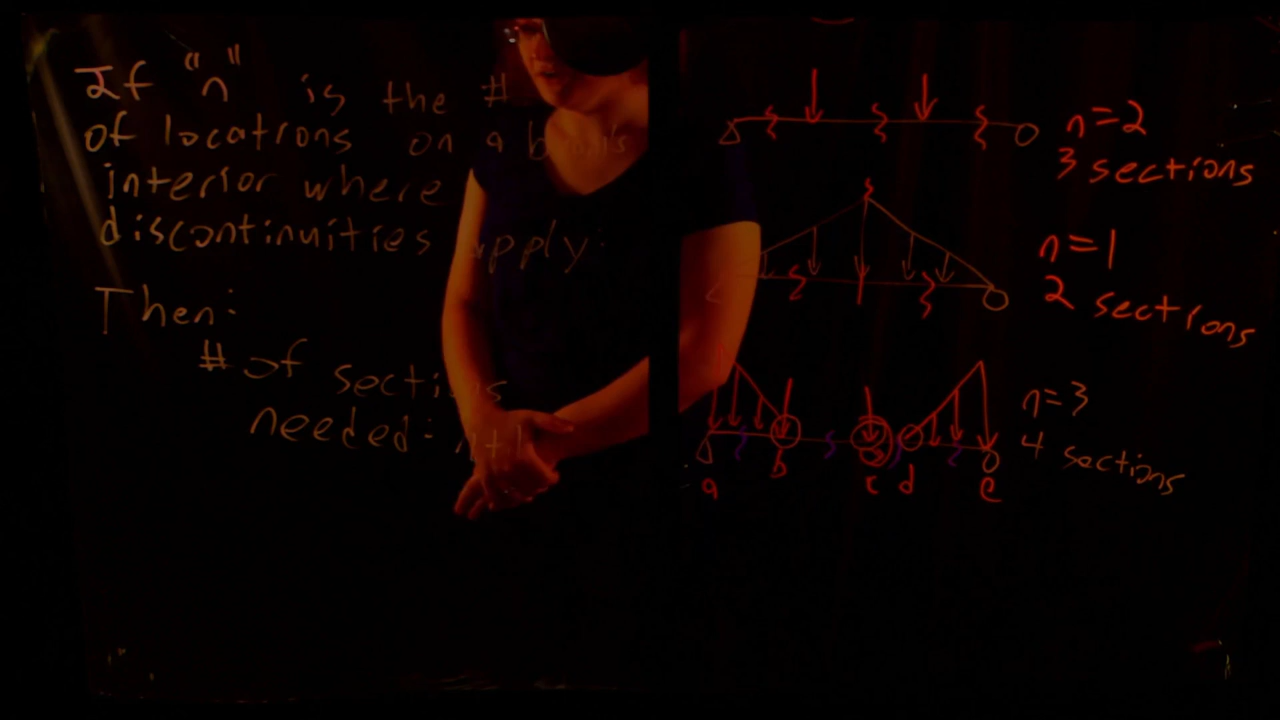 If "n" is the #
of locations on a b
interior where
discontinuities apply:
Then:
# of sections
needed: n+1
n=2
3 sections
n=1
2 sections
n=3
4 sections
a b c d e